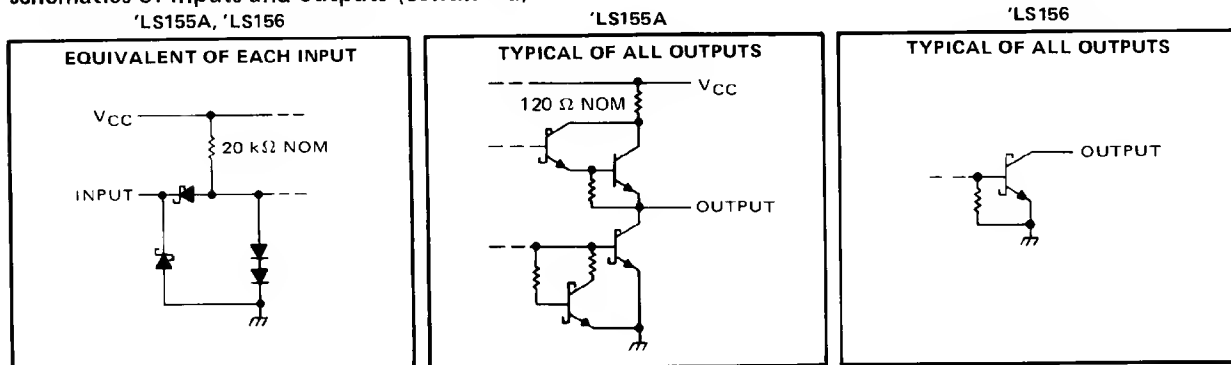 'LS155A, 'LS156
EQUIVALENT OF EACH INPUT
VCC
20 kΩ NOM
INPUT
'LS155A
TYPICAL OF ALL OUTPUTS
VCC
120 Ω NOM
OUTPUT
'LS156
TYPICAL OF ALL OUTPUTS
OUTPUT